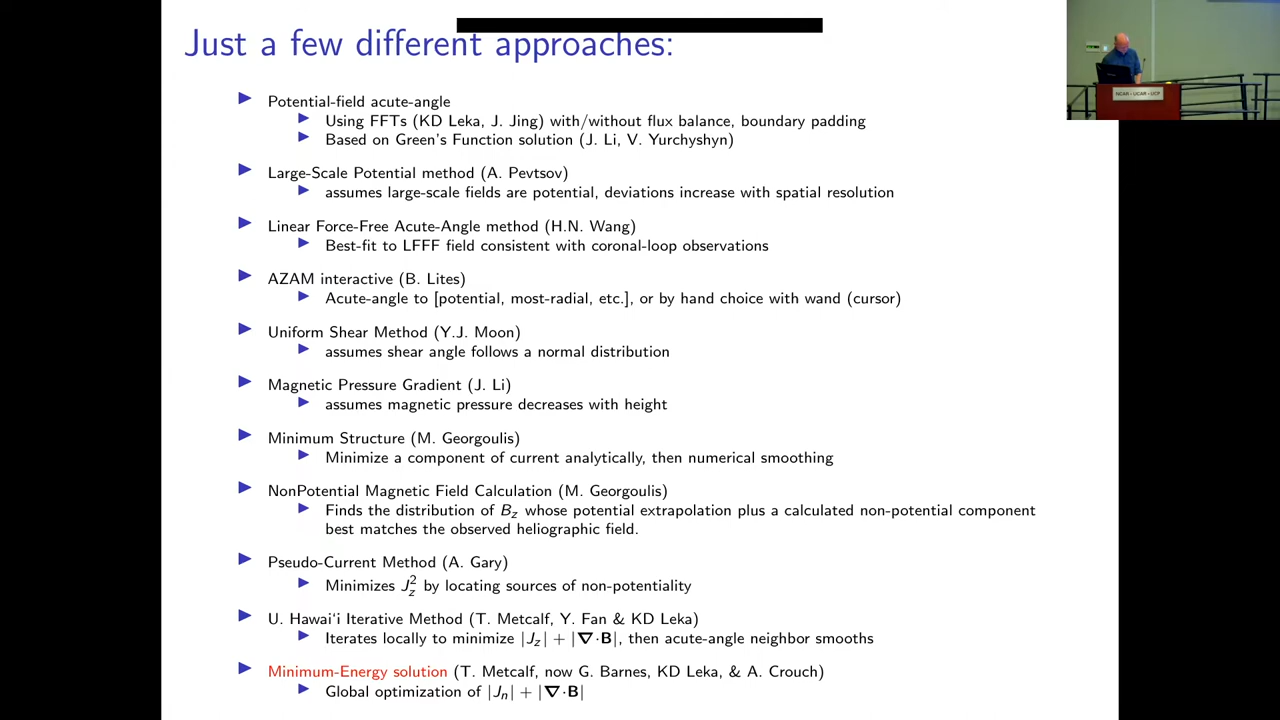 Just a few different approaches:
Potential-field acute-angle
Using FFTs (KD Leka, J. Jing) with/without flux balance, boundary padding
Based on Green's Function solution (J. Li, V. Yurchyshyn)
Large-Scale Potential method (A. Pevtsov)
assumes large-scale fields are potential, deviations increase with spatial resolution
Linear Force-Free Acute-Angle method (H.N. Wang)
Best-fit to LFFF field consistent with coronal-loop observations
AZAM interactive (B. Lites)
Acute-angle to [potential, most-radial, etc.], or by hand choice with wand (cursor)
Uniform Shear Method (Y.J. Moon)
assumes shear angle follows a normal distribution
Magnetic Pressure Gradient (J. Li)
assumes magnetic pressure decreases with height
Minimum Structure (M. Georgoulis)
Minimize a component of current analytically, then numerical smoothing
NonPotential Magnetic Field Calculation (M. Georgoulis)
Finds the distribution of B_z whose potential extrapolation plus a calculated non-potential component
best matches the observed heliographic field.
Pseudo-Current Method (A. Gary)
Minimizes J_z^2 by locating sources of non-potentiality
U. Hawai‘i Iterative Method (T. Metcalf, Y. Fan & KD Leka)
Iterates locally to minimize |J_z| + |∇·B|, then acute-angle neighbor smooths
Minimum-Energy solution (T. Metcalf, now G. Barnes, KD Leka, & A. Crouch)
Global optimization of |J_n| + |∇·B|
NCAR - UCAR - UCP